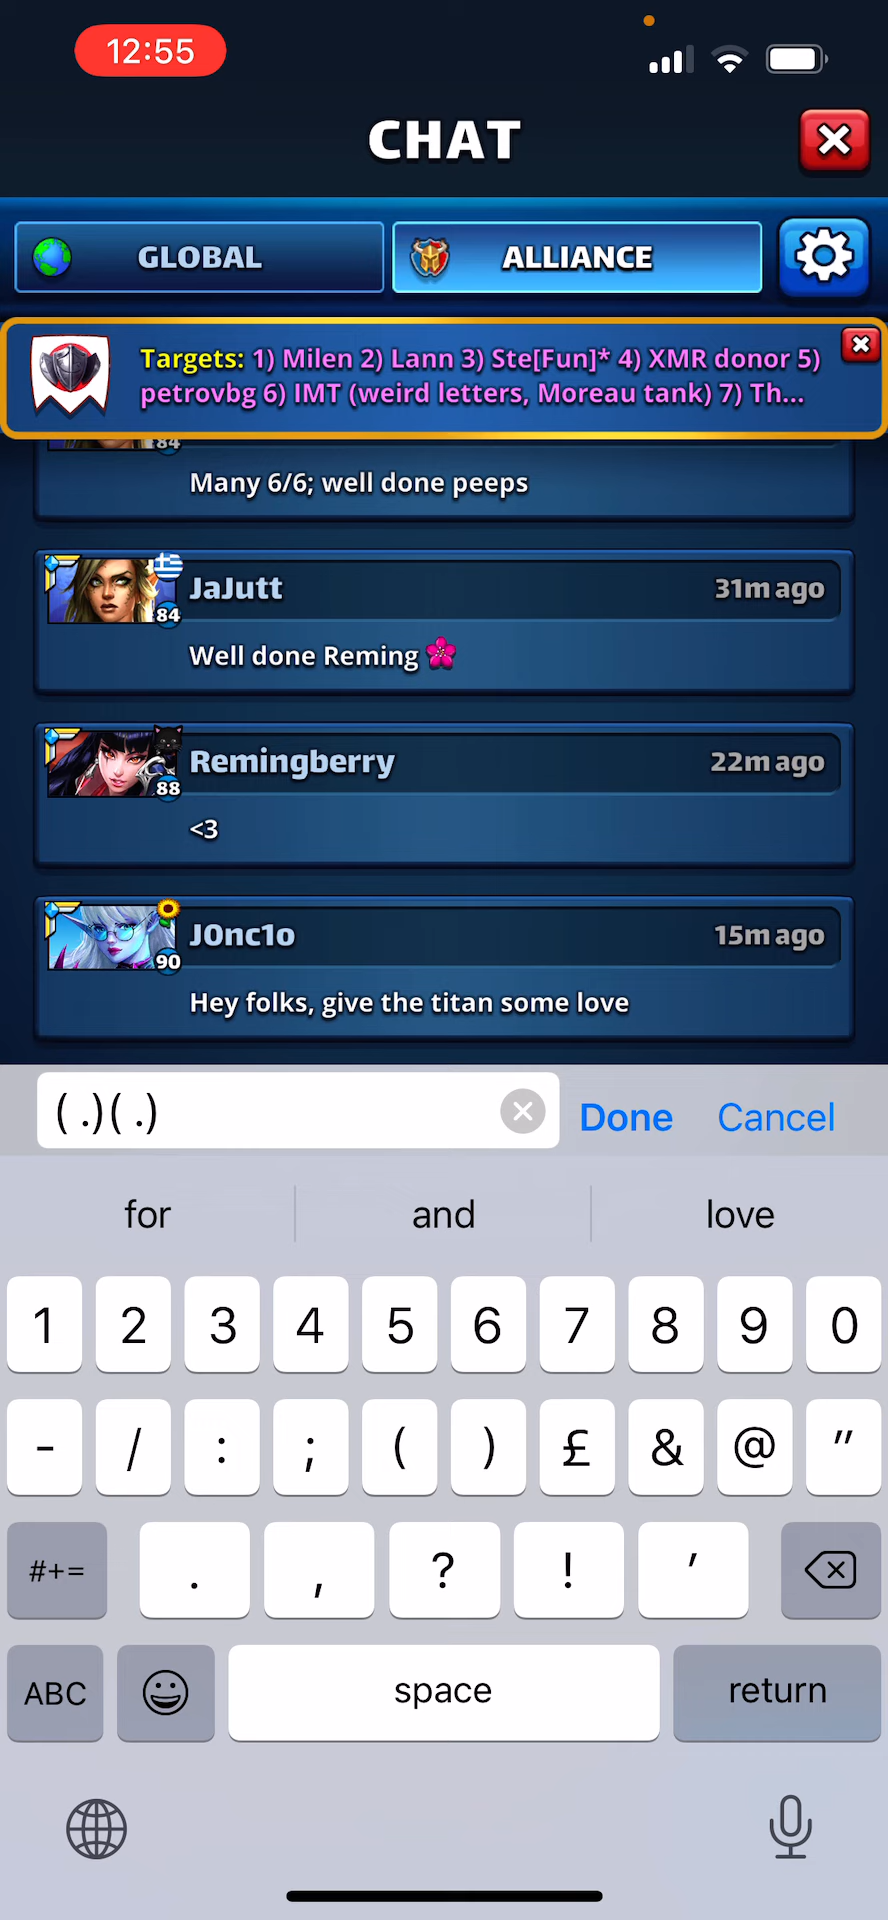 12:55
CHAT
GLOBAL
ALLIANCE
Targets: 1) Milen 2) Lann 3) Ste[Fun]* 4) XMR donor 5)
petrovbg 6) IMT (weird letters, Moreau tank) 7) Th...
84
Many 6/6; well done peeps
JaJutt
31m ago
84
Well done Reming
Remingberry
22m ago
88
<3
J0nc1o
15m ago
90
Hey folks, give the titan some love
( .)( .)
Done
Cancel
for
and
love
1 2 3 4 5 6 7 8 9 0
- / : ; ( ) £ & @ "
#+= . , ? ! '
ABC
space
return